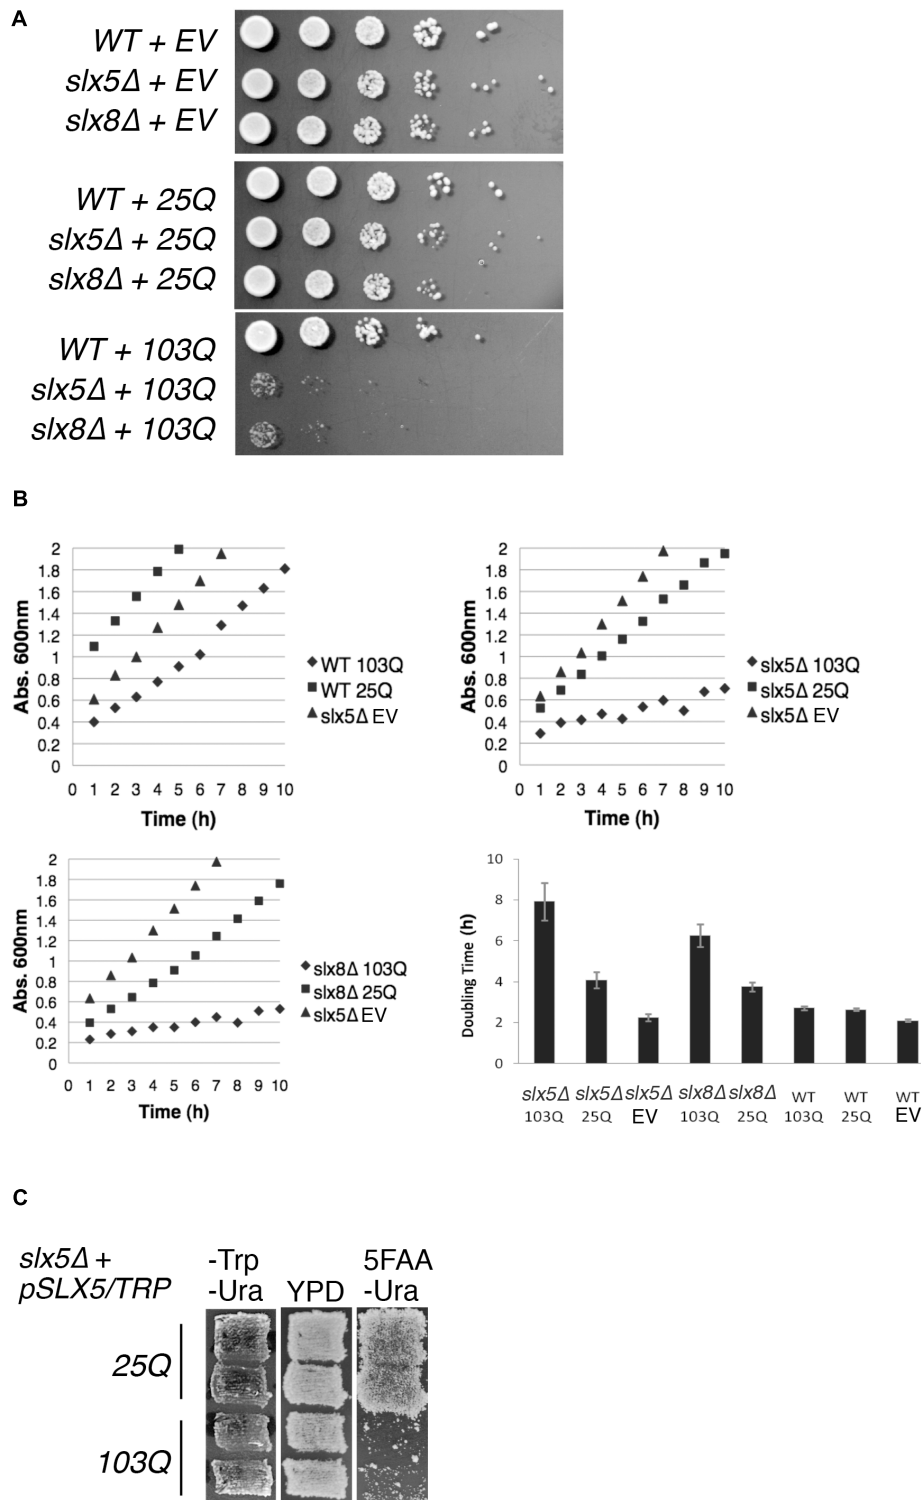 A
WT + EV
slx5Δ + EV
slx8Δ + EV
WT + 25Q
slx5Δ + 25Q
slx8Δ + 25Q
WT + 103Q
slx5Δ + 103Q
slx8Δ + 103Q
B
Abs. 600nm
2
1.8
1.6
1.4
1.2
1
0.8
0.6
0.4
0.2
0
0 1 2 3 4 5 6 7 8 9 10
Time (h)
WT 103Q
WT 25Q
slx5Δ EV
Abs. 600nm
2
1.8
1.6
1.4
1.2
1
0.8
0.6
0.4
0.2
0
0 1 2 3 4 5 6 7 8 9 10
Time (h)
slx5Δ 103Q
slx5Δ 25Q
slx5Δ EV
Abs. 600nm
2
1.8
1.6
1.4
1.2
1
0.8
0.6
0.4
0.2
0
0 1 2 3 4 5 6 7 8 9 10
Time (h)
slx8Δ 103Q
slx8Δ 25Q
slx5Δ EV
Doubling Time (h)
10
8
6
4
2
0
slx5Δ slx5Δ slx5Δ slx8Δ slx8Δ WT WT WT
103Q 25Q EV 103Q 25Q 103Q 25Q EV
C
slx5Δ +
pSLX5/TRP
-Trp
-Ura
YPD
5FAA
-Ura
25Q
103Q